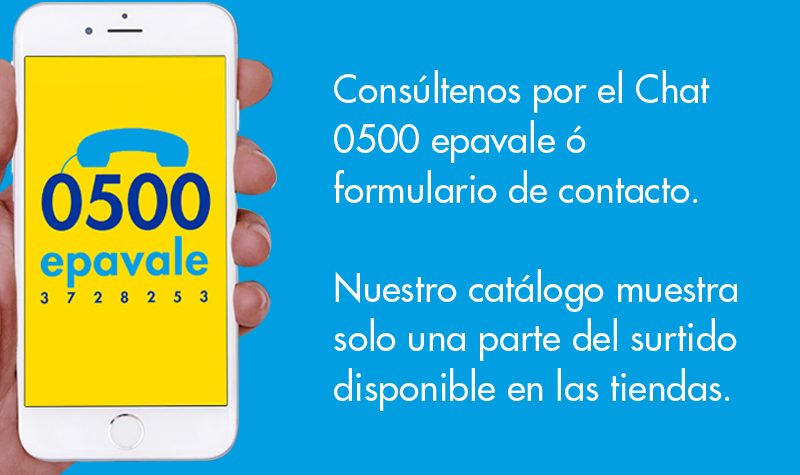 0500
epavale
3 7 2 8 2 5 3
Consúltenos por el Chat
0500 epavale ó
formulario de contacto.
Nuestro catálogo muestra
solo una parte del surtido
disponible en las tiendas.